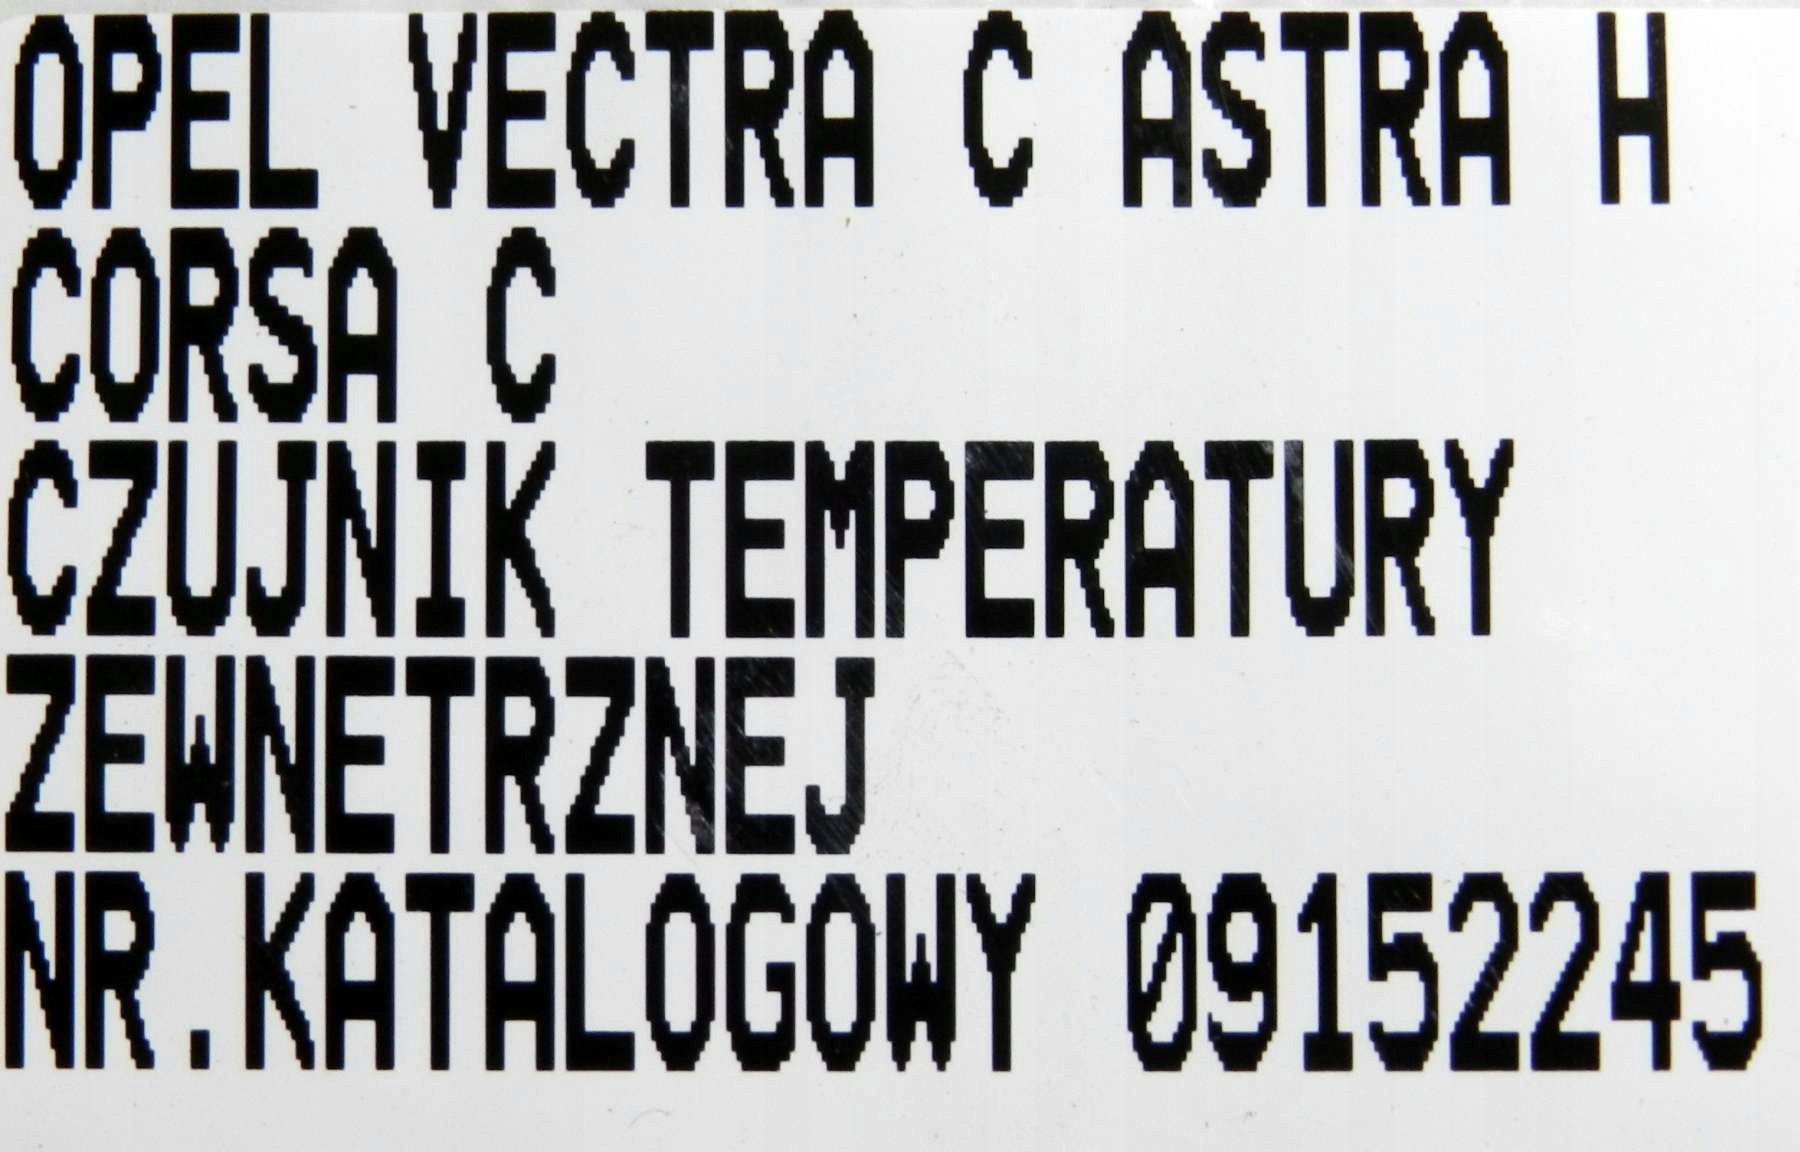 OPEL VECTRA C ASTRA H
CORSA C
CZUJNIK TEMPERATURY
ZEWNETRZNEJ
NR.KATALOGOWY 09152245